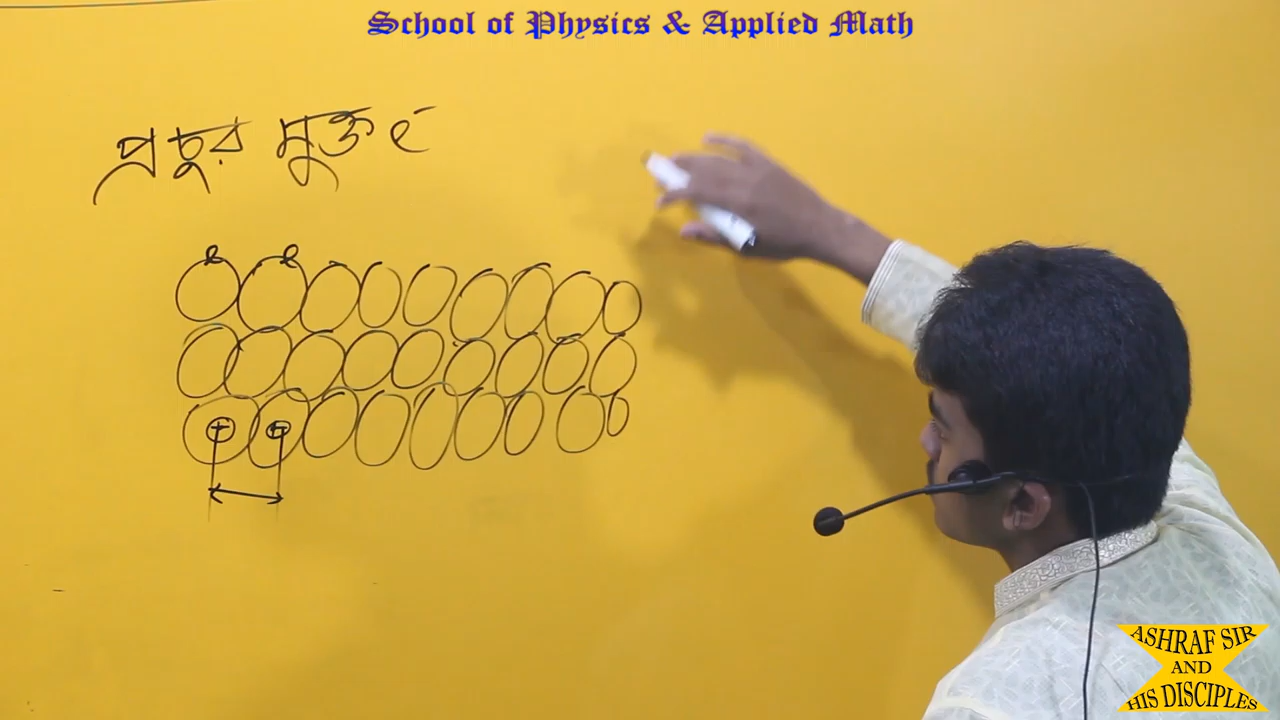 School of Physics & Applied Math
প্রচুর মুক্ত e⁻
e e
+ +
ASHRAF SIR
AND
HIS DISCIPLES